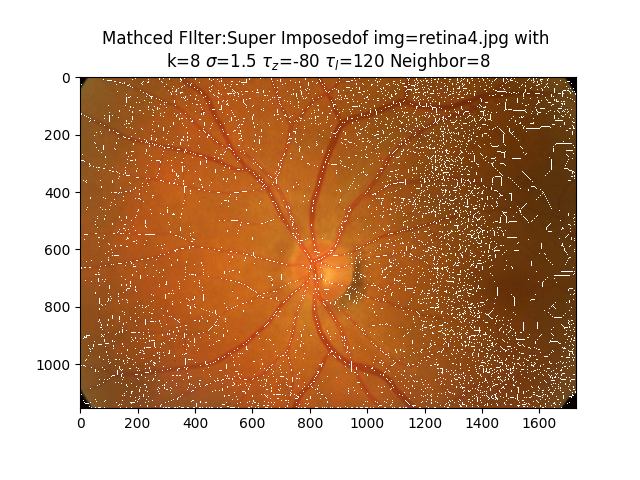 Mathced FIlter:Super Imposedof img=retina4.jpg with
k=8 σ=1.5 τz=-80 τl=120 Neighbor=8
0
200
400
600
800
1000
0 200 400 600 800 1000 1200 1400 1600